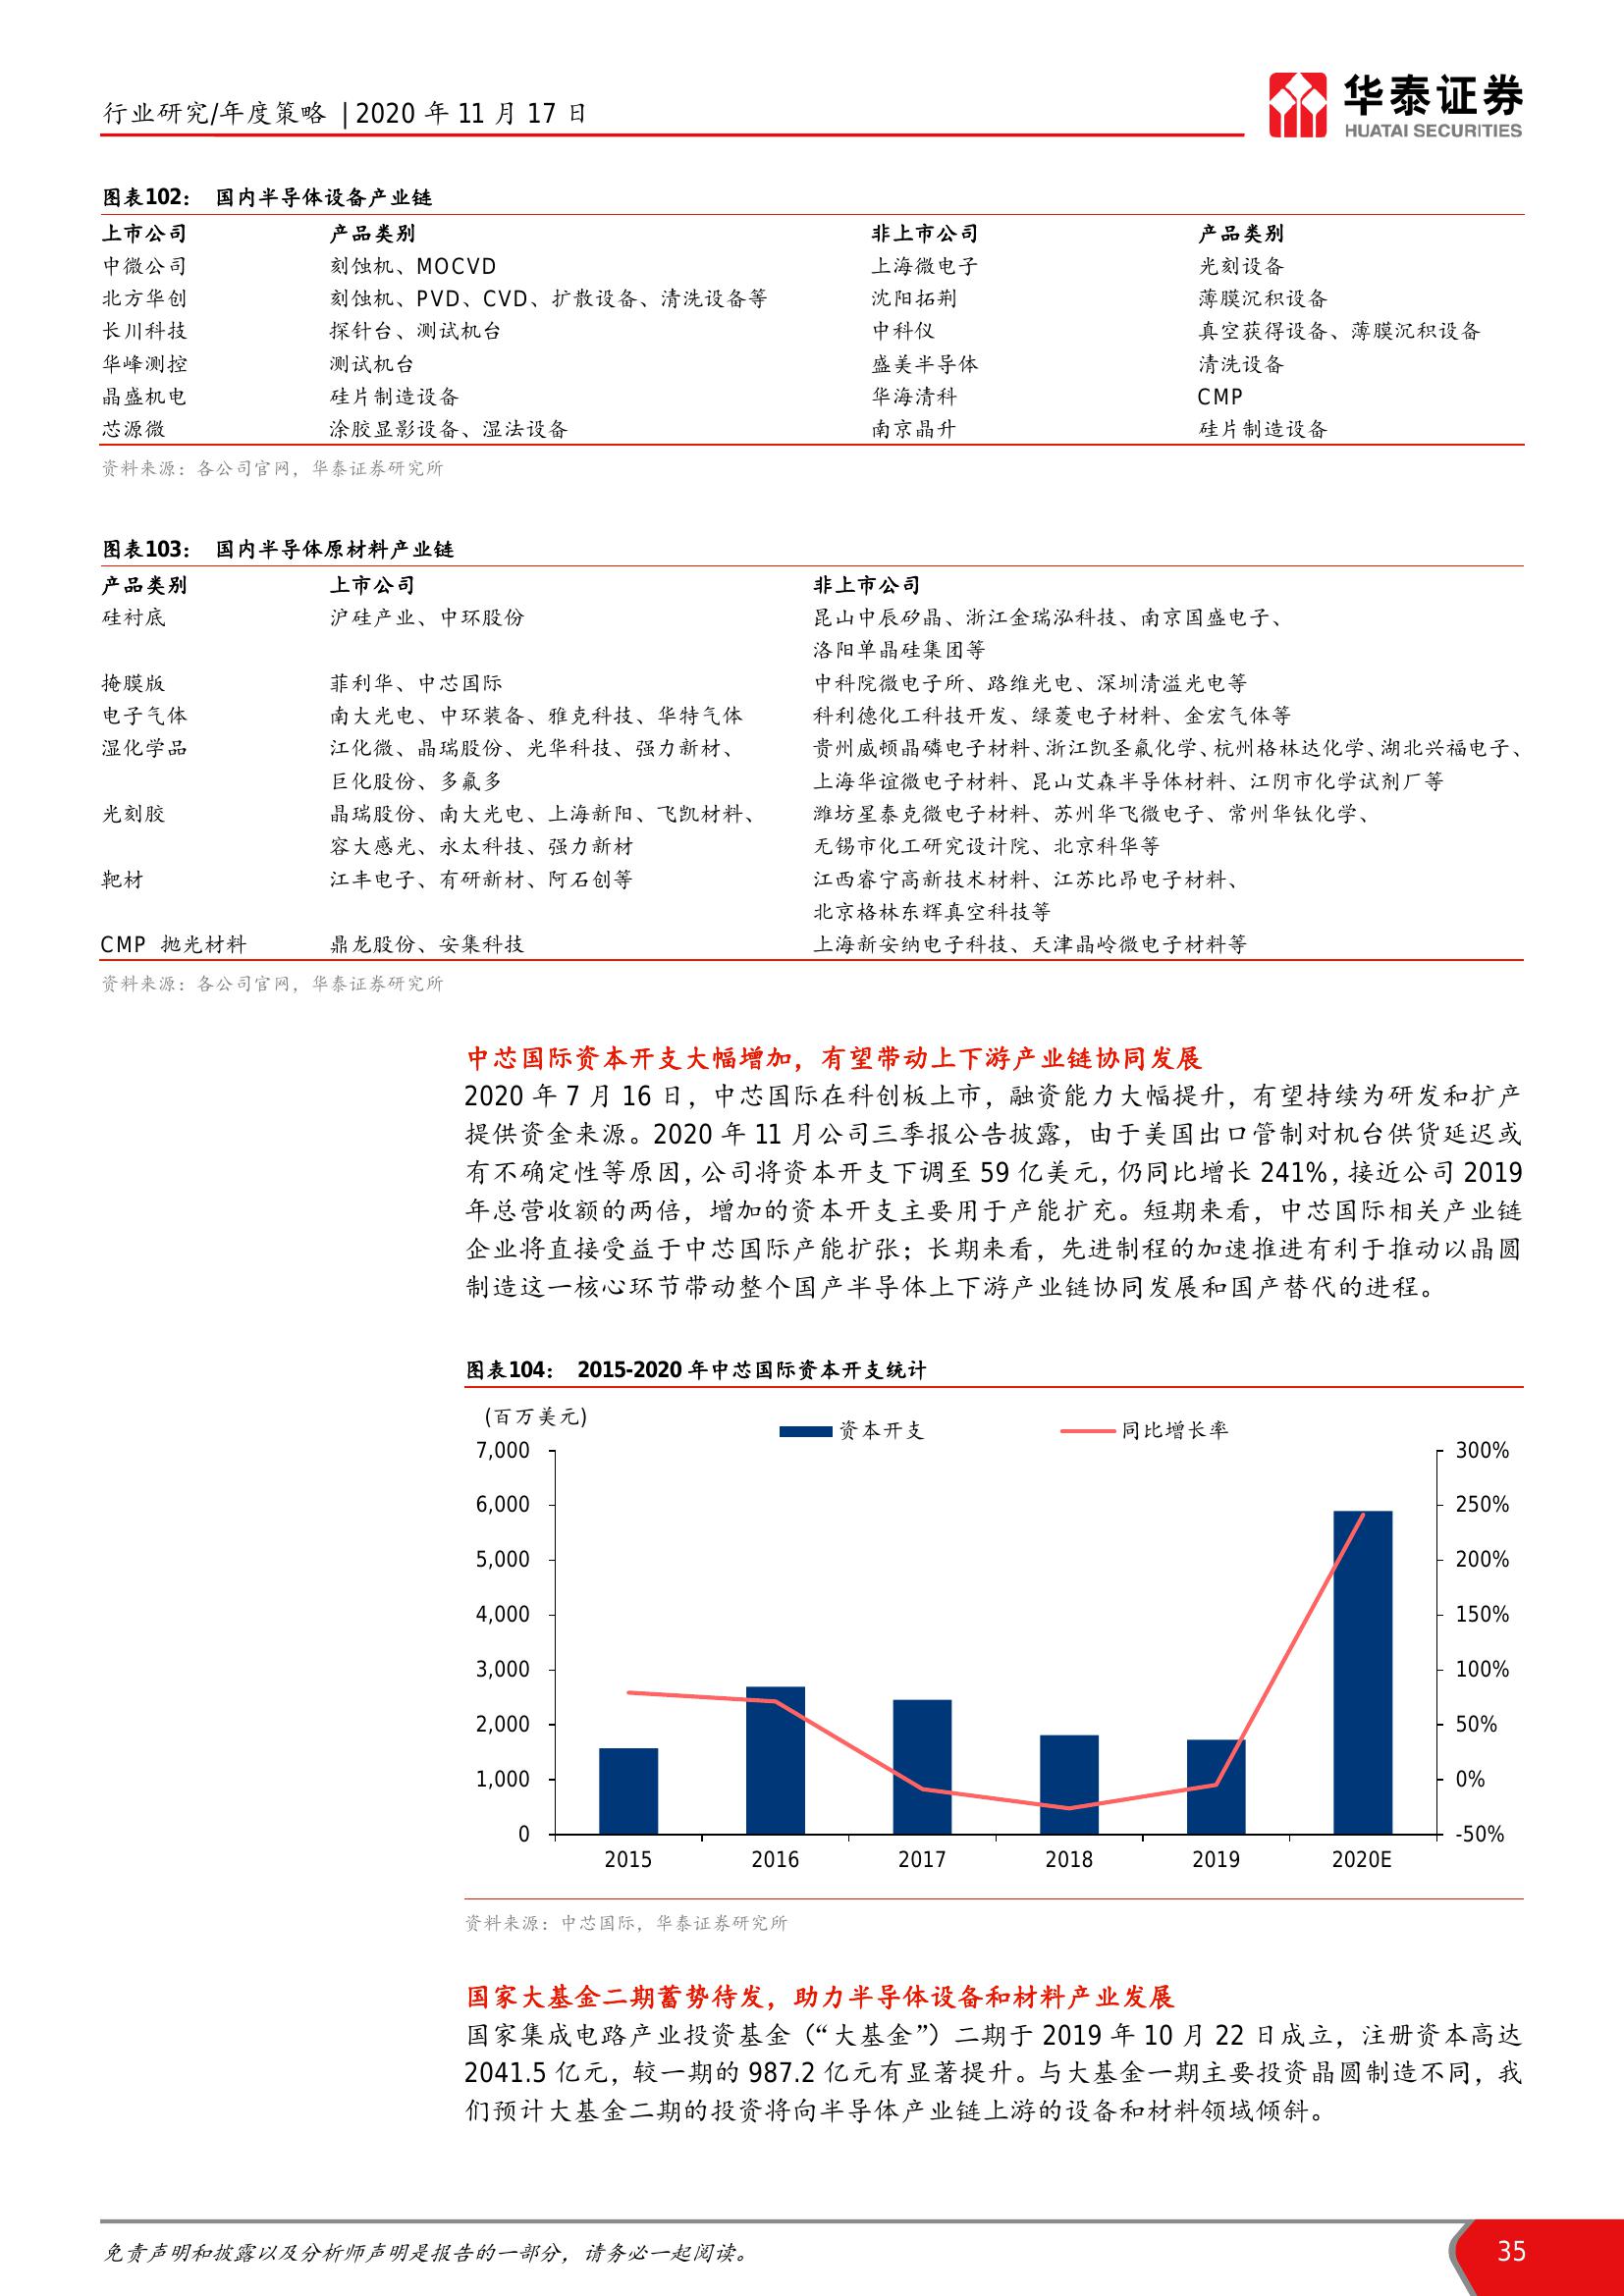 行业研究/年度策略 | 2020 年 11 月 17 日
华泰证券
HUATAI SECURITIES
图表102： 国内半导体设备产业链
上市公司 产品类别 非上市公司 产品类别
中微公司 刻蚀机、MOCVD 上海微电子 光刻设备
北方华创 刻蚀机、PVD、CVD、扩散设备、清洗设备等 沈阳拓荆 薄膜沉积设备
长川科技 探针台、测试机台 中科仪 真空获得设备、薄膜沉积设备
华峰测控 测试机台 盛美半导体 清洗设备
晶盛机电 硅片制造设备 华海清科 CMP
芯源微 涂胶显影设备、湿法设备 南京晶升 硅片制造设备
资料来源：各公司官网，华泰证券研究所
图表103： 国内半导体原材料产业链
产品类别 上市公司 非上市公司
硅衬底 沪硅产业、中环股份 昆山中辰矽晶、浙江金瑞泓科技、南京国盛电子、
洛阳单晶硅集团等
掩膜版 菲利华、中芯国际 中科院微电子所、路维光电、深圳清溢光电等
电子气体 南大光电、中环装备、雅克科技、华特气体 科利德化工科技开发、绿菱电子材料、金宏气体等
湿化学品 江化微、晶瑞股份、光华科技、强力新材、 贵州威顿晶磷电子材料、浙江凯圣氟化学、杭州格林达化学、湖北兴福电子、
巨化股份、多氟多 上海华谊微电子材料、昆山艾森半导体材料、江阴市化学试剂厂等
光刻胶 晶瑞股份、南大光电、上海新阳、飞凯材料、 潍坊星泰克微电子材料、苏州华飞微电子、常州华钛化学、
容大感光、永太科技、强力新材 无锡市化工研究设计院、北京科华等
靶材 江丰电子、有研新材、阿石创等 江西睿宁高新技术材料、江苏比昂电子材料、
北京格林东辉真空科技等
CMP 抛光材料 鼎龙股份、安集科技 上海新安纳电子科技、天津晶岭微电子材料等
资料来源：各公司官网，华泰证券研究所
中芯国际资本开支大幅增加，有望带动上下游产业链协同发展
2020 年 7 月 16 日，中芯国际在科创板上市，融资能力大幅提升，有望持续为研发和扩产
提供资金来源。2020 年 11 月公司三季报公告披露，由于美国出口管制对机台供货延迟或
有不确定性等原因，公司将资本开支下调至 59 亿美元，仍同比增长 241%，接近公司 2019
年总营收额的两倍，增加的资本开支主要用于产能扩充。短期来看，中芯国际相关产业链
企业将直接受益于中芯国际产能扩张；长期来看，先进制程的加速推进有利于推动以晶圆
制造这一核心环节带动整个国产半导体上下游产业链协同发展和国产替代的进程。
图表104： 2015-2020 年中芯国际资本开支统计
(百万美元)
资本开支 同比增长率
7,000 300%
6,000 250%
5,000 200%
4,000 150%
3,000 100%
2,000 50%
1,000 0%
0 -50%
2015 2016 2017 2018 2019 2020E
资料来源：中芯国际，华泰证券研究所
国家大基金二期蓄势待发，助力半导体设备和材料产业发展
国家集成电路产业投资基金（“大基金”）二期于 2019 年 10 月 22 日成立，注册资本高达
2041.5 亿元，较一期的 987.2 亿元有显著提升。与大基金一期主要投资晶圆制造不同，我
们预计大基金二期的投资将向半导体产业链上游的设备和材料领域倾斜。
免责声明和披露以及分析师声明是报告的一部分，请务必一起阅读。
35